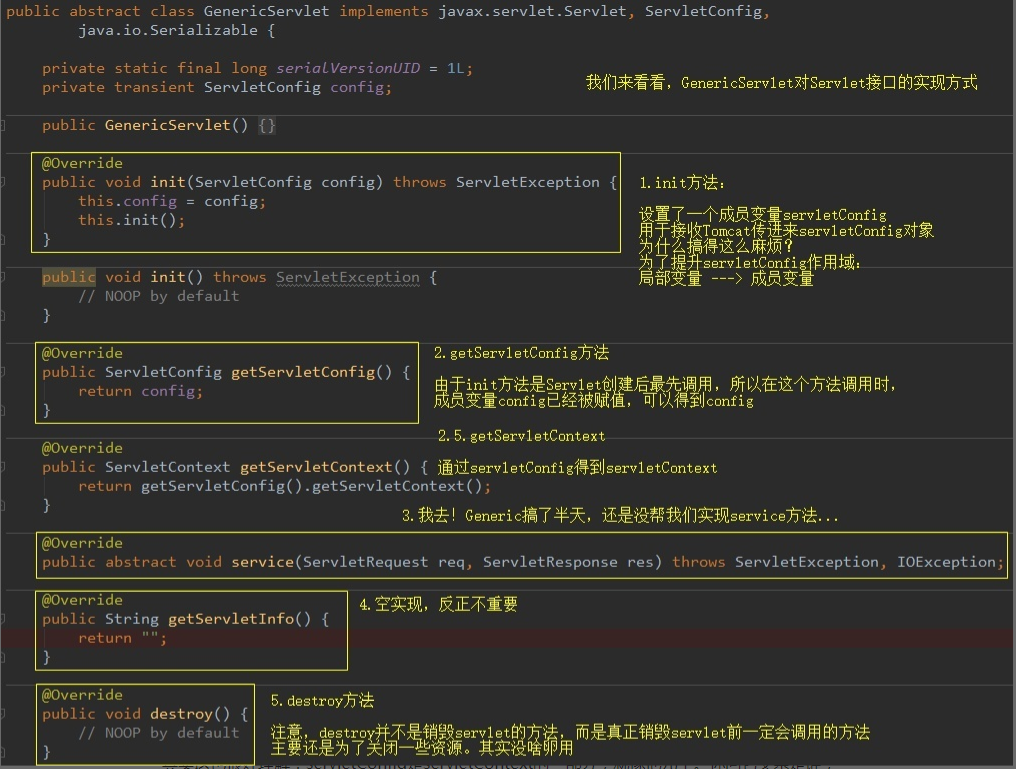 public abstract class GenericServlet implements javax.servlet.Servlet, ServletConfig,
java.io.Serializable {
private static final long serialVersionUID = 1L;
private transient ServletConfig config;
我们来看看，GenericServlet对Servlet接口的实现方式
public GenericServlet() {}
@Override
public void init(ServletConfig config) throws ServletException {
this.config = config;
this.init();
}
1.init方法：
设置了一个成员变量servletConfig
用于接收Tomcat传进来servletConfig对象
为什么搞得这么麻烦？
为了提升servletConfig作用域：
局部变量 ---> 成员变量
public void init() throws ServletException {
// NOOP by default
}
@Override
public ServletConfig getServletConfig() {
return config;
}
2.getServletConfig方法
由于init方法是Servlet创建后最先调用，所以在这个方法调用时，
成员变量config已经被赋值，可以得到config
2.5.getServletContext
@Override
public ServletContext getServletContext() { 通过servletConfig得到servletContext
return getServletConfig().getServletContext();
}
3.我去！Generic搞了半天，还是没帮我们实现service方法...
@Override
public abstract void service(ServletRequest req, ServletResponse res) throws ServletException, IOException;
@Override
public String getServletInfo() {
return "";
}
4.空实现，反正不重要
@Override
public void destroy() {
// NOOP by default
}
5.destroy方法
注意，destroy并不是销毁servlet的方法，而是真正销毁servlet前一定会调用的方法
主要还是为了关闭一些资源。其实没啥卵用